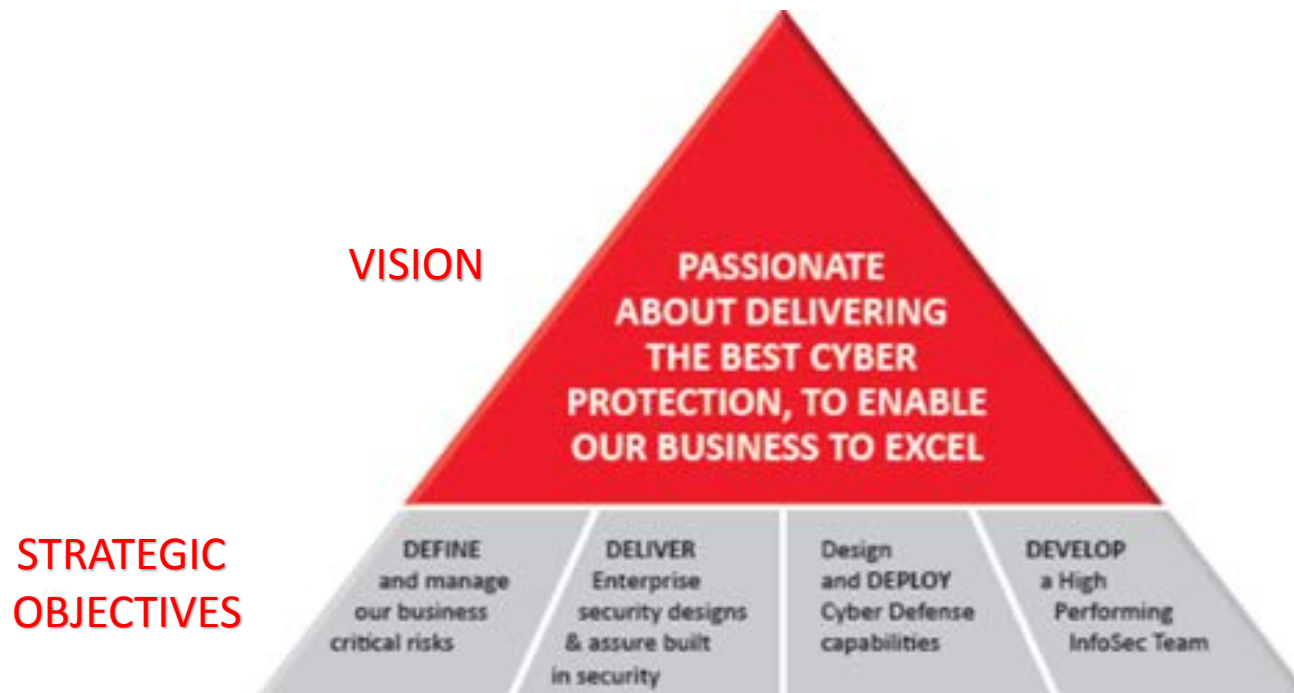 VISION
PASSIONATE
ABOUT DELIVERING
THE BEST CYBER
PROTECTION, TO ENABLE
OUR BUSINESS TO EXCEL
STRATEGIC
OBJECTIVES
DEFINE
and manage
our business
critical risks
DELIVER
Enterprise
security designs
& assure built
in security
Design
and DEPLOY
Cyber Defense
capabilities
DEVELOP
a High
Performing
InfoSec Team